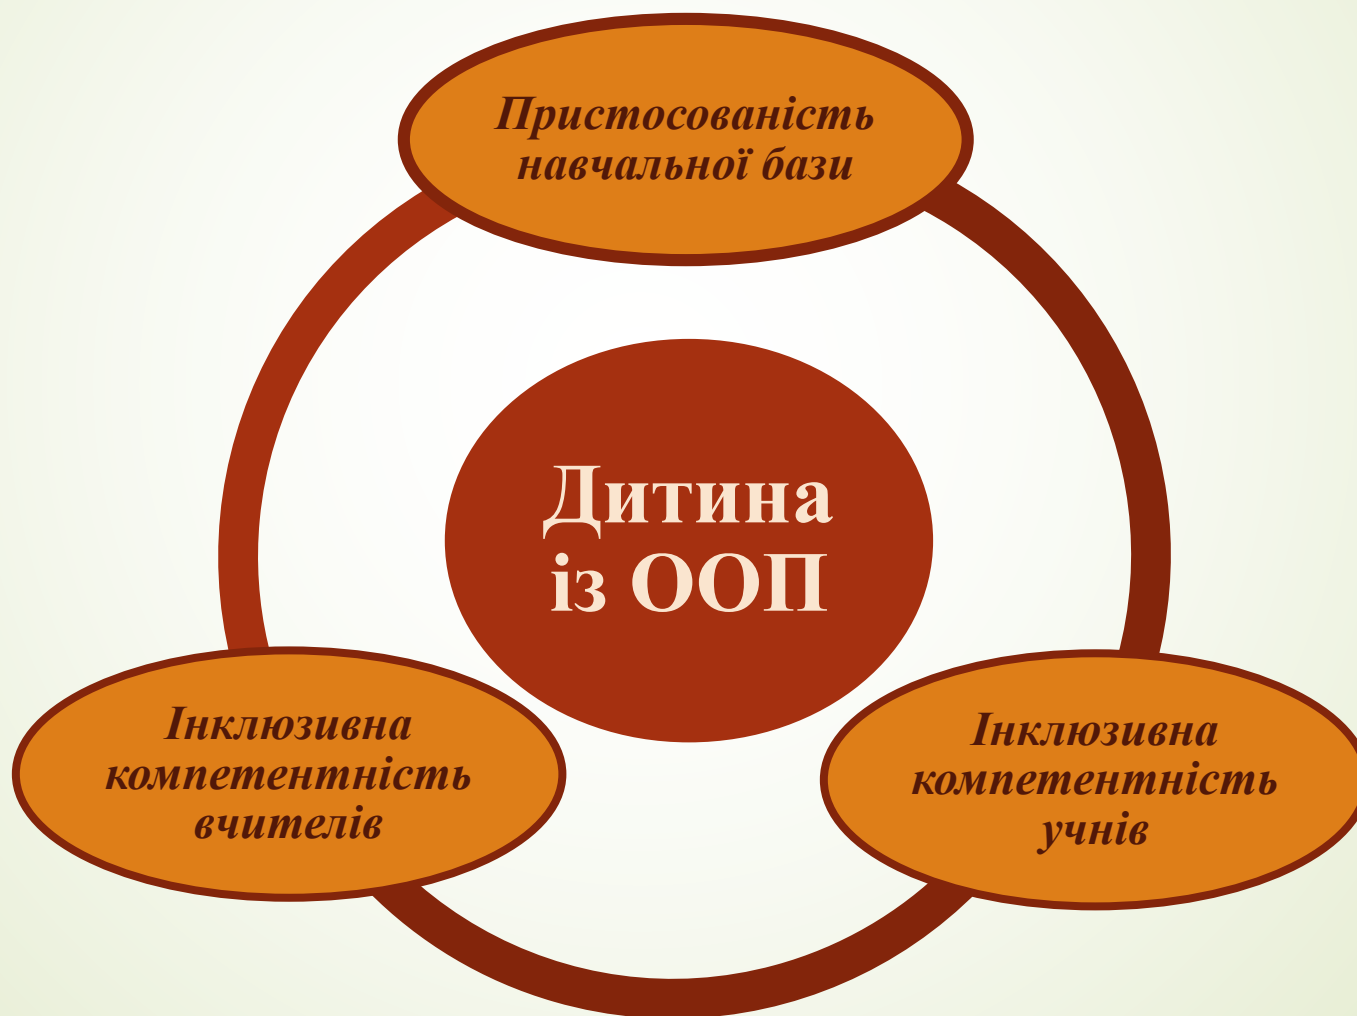 Пристосованість
навчальної бази
Дитина
із ООП
Інклюзивна
компетентність
вчителів
Інклюзивна
компетентність
учнів